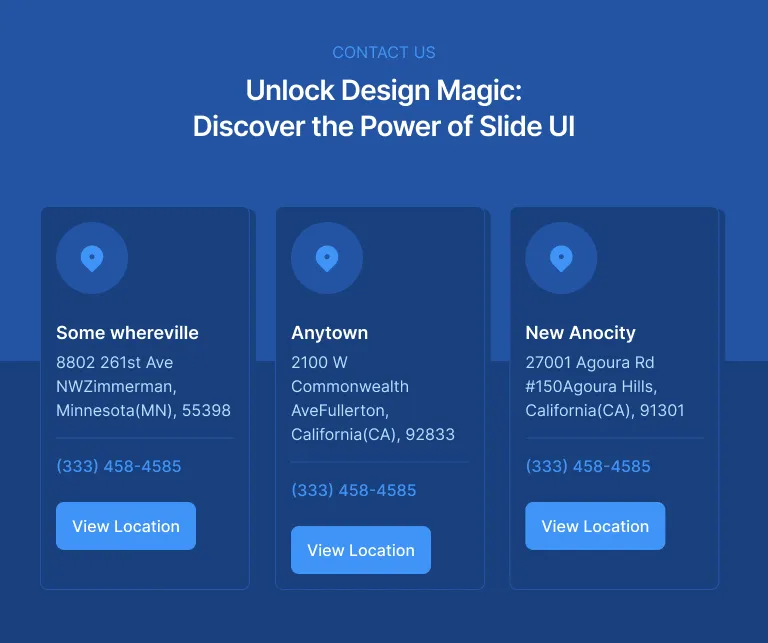 CONTACT US
Unlock Design Magic:
Discover the Power of Slide UI
Some whereville
8802 261st Ave
NWZimmerman,
Minnesota(MN), 55398
(333) 458-4585
View Location
Anytown
2100 W
Commonwealth
AveFullerton,
California(CA), 92833
(333) 458-4585
View Location
New Anocity
27001 Agoura Rd
#150Agoura Hills,
California(CA), 91301
(333) 458-4585
View Location